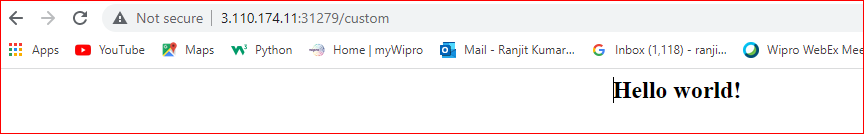 Not secure | 3.110.174.11:31279/custom
Apps YouTube Maps Python Home | myWipro Mail - Ranjit Kumar... Inbox (1,118) - ranji... Wipro WebEx Mee
Hello world!